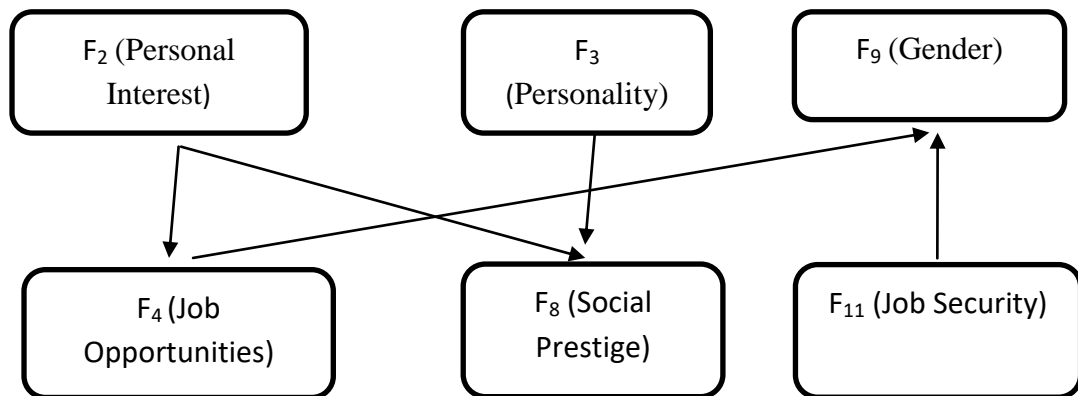 F₂ (Personal
Interest)
F₃
(Personality)
F₉ (Gender)
F₄ (Job
Opportunities)
F₈ (Social
Prestige)
F₁₁ (Job Security)